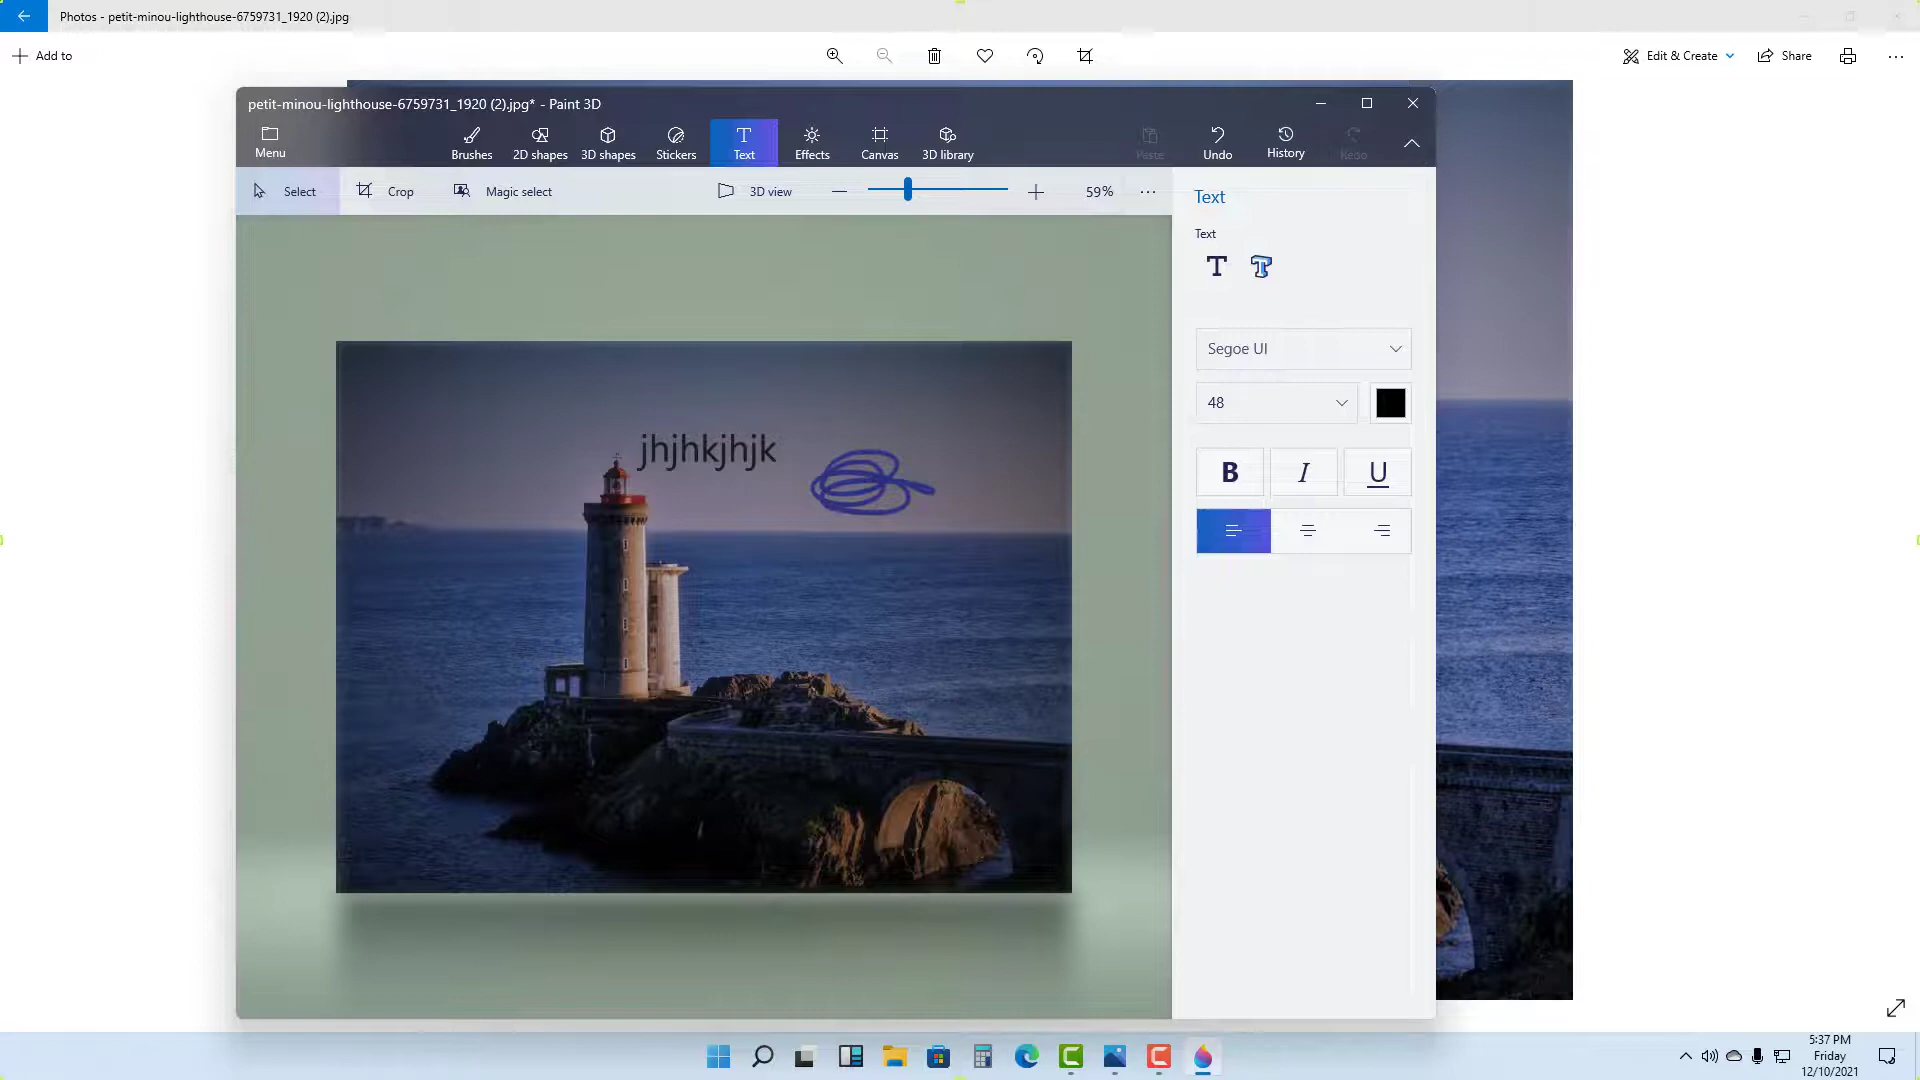 Photos - petit-minou-lighthouse-6759731_1920 (2).jpg
Add to
Edit & Create
Share
petit-minou-lighthouse-6759731_1920 (2).jpg* - Paint 3D
Menu
Brushes
2D shapes
3D shapes
Stickers
Text
Effects
Canvas
3D library
Paste
Undo
History
Redo
Select
Crop
Magic select
3D view
59%
Text
Text
Segoe UI
48
B I U
jhjhkjhjk
5:37 PM
Friday
12/10/2021